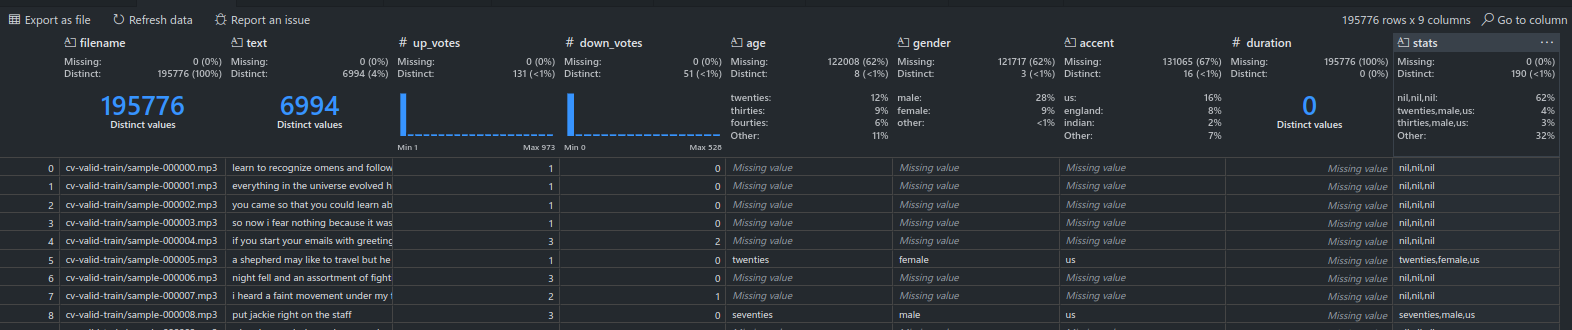 Export as file Refresh data Report an issue 195776 rows x 9 columns Go to column
filename text up_votes down_votes age gender accent duration stats ...
Missing: 0 (0%) Missing: 0 (0%) Missing: 0 (0%) Missing: 0 (0%) Missing: 122008 (62%) Missing: 121717 (62%) Missing: 131065 (67%) Missing: 195776 (100%) Missing: 0 (0%)
Distinct: 195776 (100%) Distinct: 6994 (4%) Distinct: 131 (<1%) Distinct: 51 (<1%) Distinct: 8 (<1%) Distinct: 3 (<1%) Distinct: 16 (<1%) Distinct: 0 (0%) Distinct: 190 (<1%)
195776 6994 0
Distinct values Distinct values Distinct values
twenties: 12% male: 28% us: 16% nil,nil,nil: 62%
thirties: 9% female: 9% england: 8% twenties,male,us: 4%
fourties: 6% other: <1% indian: 2% thirties,male,us: 3%
Other: 11% Other: 7% Other: 32%
Min 1 Max 973 Min 0 Max 528
0 cv-valid-train/sample-000000.mp3 learn to recognize omens and follow 1 0 Missing value Missing value Missing value Missing value nil,nil,nil
1 cv-valid-train/sample-000001.mp3 everything in the universe evolved h 1 0 Missing value Missing value Missing value Missing value nil,nil,nil
2 cv-valid-train/sample-000002.mp3 you came so that you could learn ab 1 0 Missing value Missing value Missing value Missing value nil,nil,nil
3 cv-valid-train/sample-000003.mp3 so now i fear nothing because it was 1 0 Missing value Missing value Missing value Missing value nil,nil,nil
4 cv-valid-train/sample-000004.mp3 if you start your emails with greeting 3 2 Missing value Missing value Missing value Missing value nil,nil,nil
5 cv-valid-train/sample-000005.mp3 a shepherd may like to travel but he 1 0 twenties female us Missing value twenties,female,us
6 cv-valid-train/sample-000006.mp3 night fell and an assortment of fight 3 0 Missing value Missing value Missing value Missing value nil,nil,nil
7 cv-valid-train/sample-000007.mp3 i heard a faint movement under my 2 1 Missing value Missing value Missing value Missing value nil,nil,nil
8 cv-valid-train/sample-000008.mp3 put jackie right on the staff 3 0 seventies male us Missing value seventies,male,us